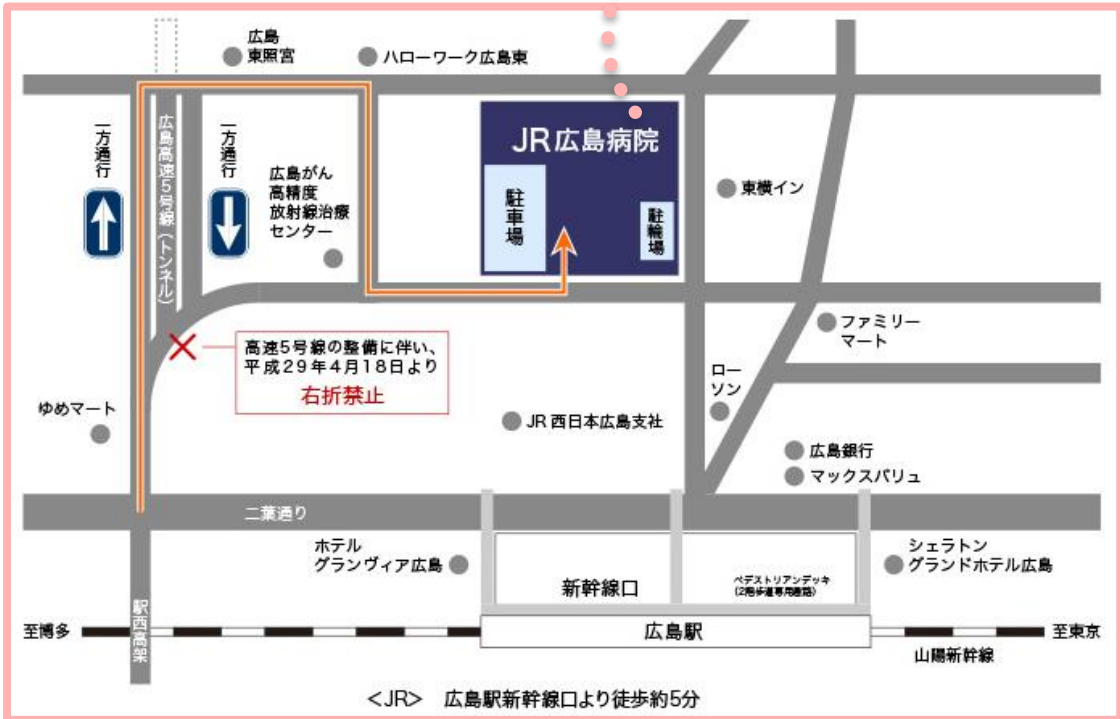 広島
東照宮
ハローワーク広島東
一方通行
広島高速5号線(トンネル)
一方通行
広島がん
高精度
放射線治療
センター
JR広島病院
駐車場
駐輪場
東横イン
高速5号線の整備に伴い、
平成29年4月18日より
右折禁止
ファミリー
マート
ロー
ソン
ゆめマート
JR西日本広島支社
広島銀行
マックスバリュ
二葉通り
ホテル
グランヴィア広島
シェラトン
グランドホテル広島
新幹線口
ペデストリアンデッキ
(2階歩道専用通路)
駅西高架
至博多
広島駅
至東京
山陽新幹線
<JR> 広島駅新幹線口より徒歩約5分